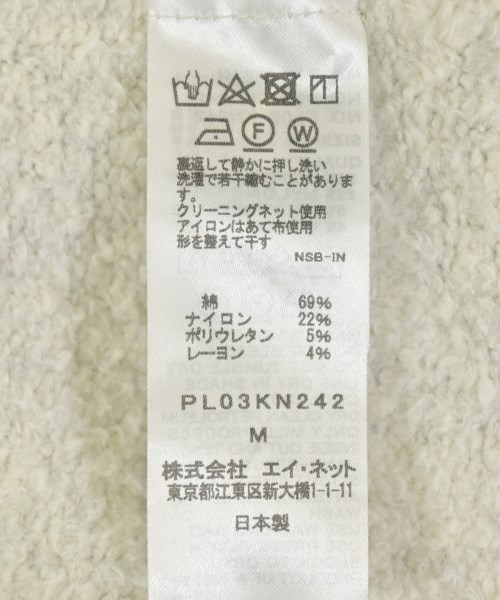 F W
裏返して静かに押し洗い
洗濯で若干縮むことがありま
す。
クリーニングネット使用
アイロンはあて布使用
形を整えて干す
NSB-IN
綿 69%
ナイロン 22%
ポリウレタン 5%
レーヨン 4%
PL03KN242
M
株式会社 エイ・ネット
東京都江東区新大橋1-1-11
日本製